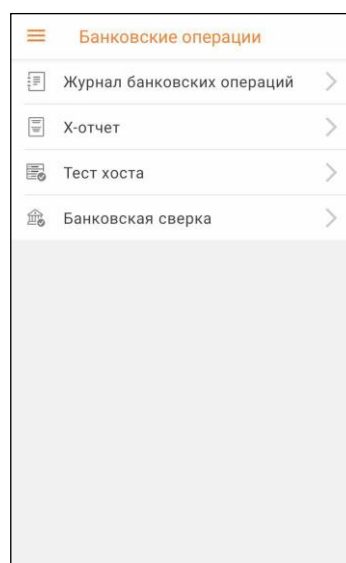 Банковские операции
Журнал банковских операций
X-отчет
Тест хоста
Банковская сверка